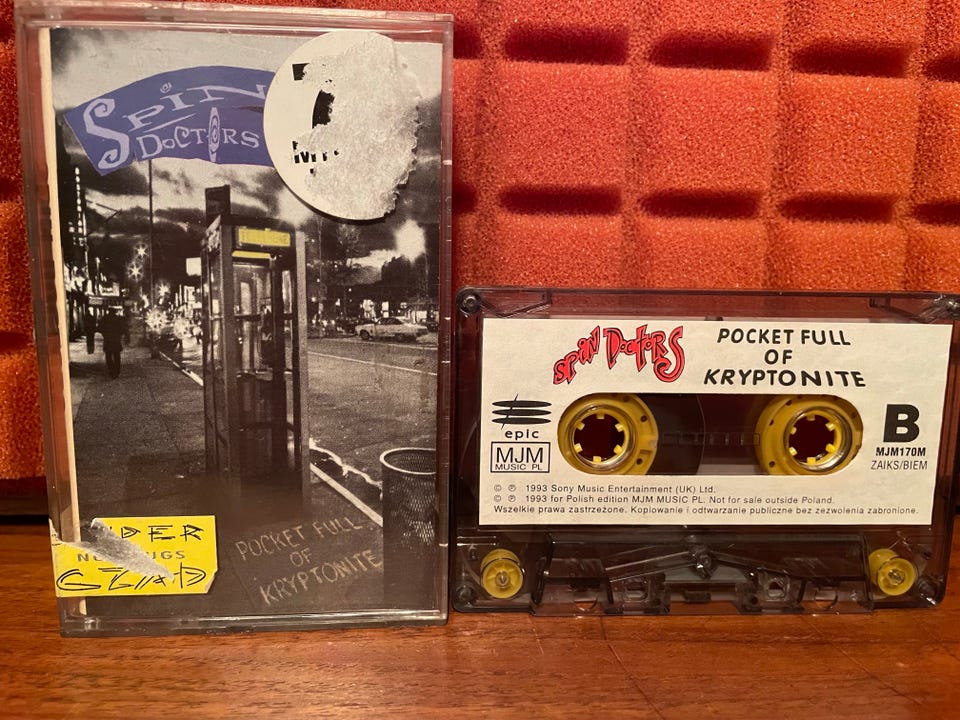 SPIN
DOCTORS
POCKET FULL
OF
KRYPTONITE
SPIN DOCTORS
POCKET FULL
OF
KRYPTONITE
epic
MJM
MUSIC PL
B
MJM170M
ZAIKS/BIEM
© ℗ 1993 Sony Music Entertainment (UK) Ltd.
© ℗ 1993 for Polish edition MJM MUSIC PL. Not for sale outside Poland.
Wszelkie prawa zastrzeżone. Kopiowanie i odtwarzanie publiczne bez zezwolenia zabronione.